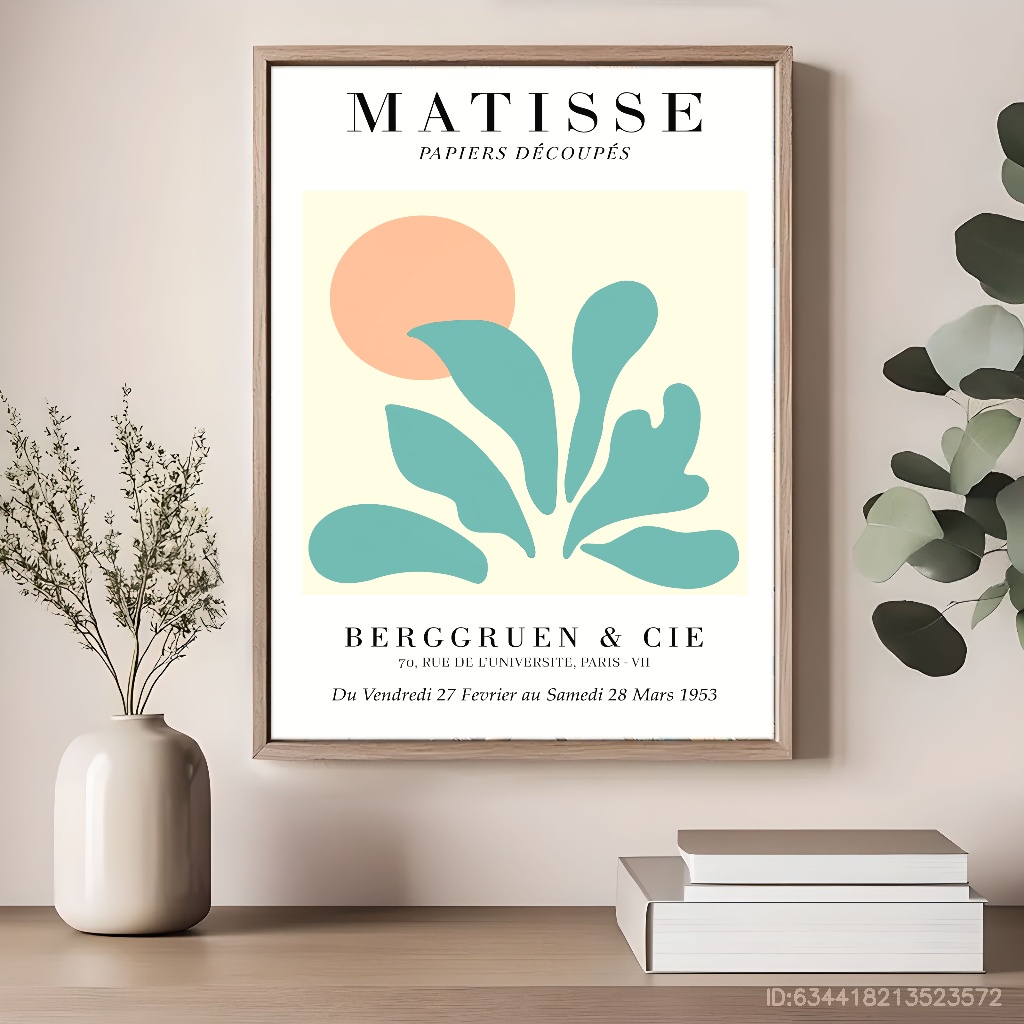 MATISSE
PAPIERS DÉCOUPÉS
BERGGRUEN & CIE
70, RUE DE L'UNIVERSITE, PARIS - VII
Du Vendredi 27 Fevrier au Samedi 28 Mars 1953
ID:634418213523572